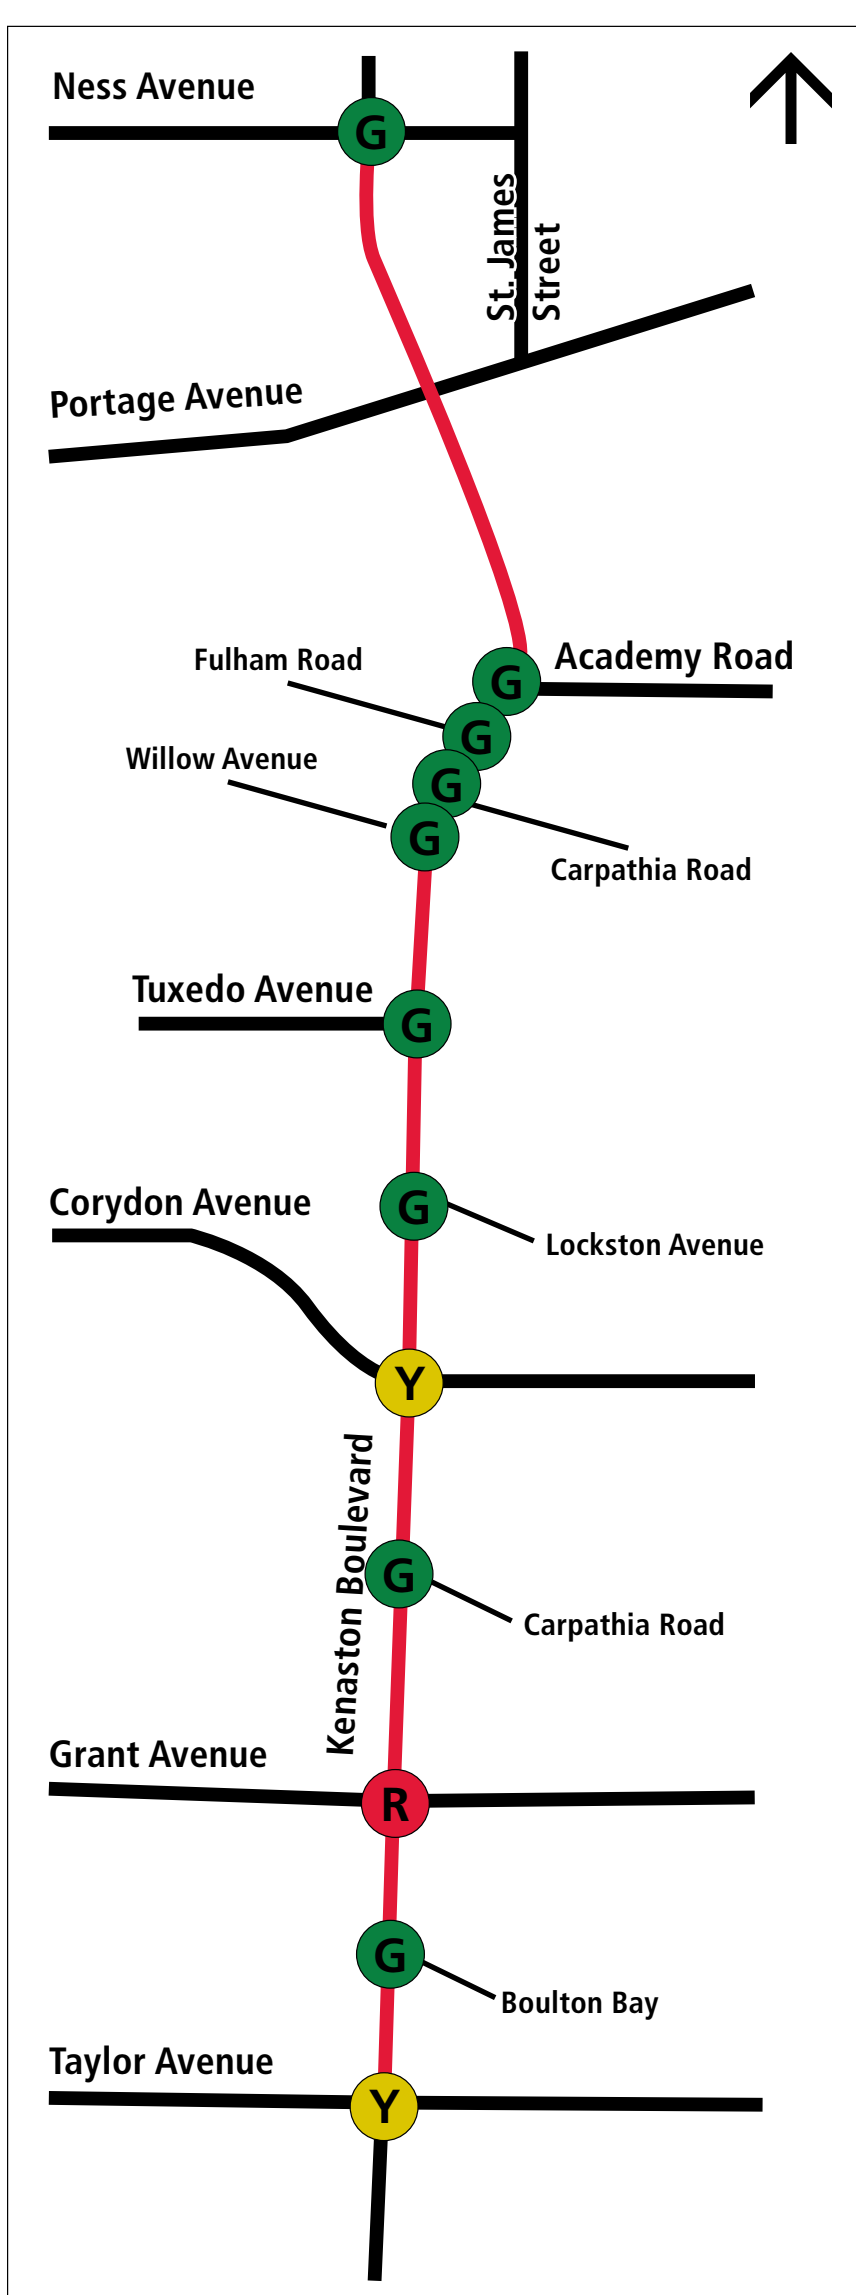 Ness Avenue
G
St. James
Street
Portage Avenue
Fulham Road
G
Academy Road
G
Willow Avenue
G
G
Carpathia Road
Tuxedo Avenue
G
Corydon Avenue
G
Lockston Avenue
Y
Kenaston Boulevard
G
Carpathia Road
Grant Avenue
R
G
Boulton Bay
Taylor Avenue
Y